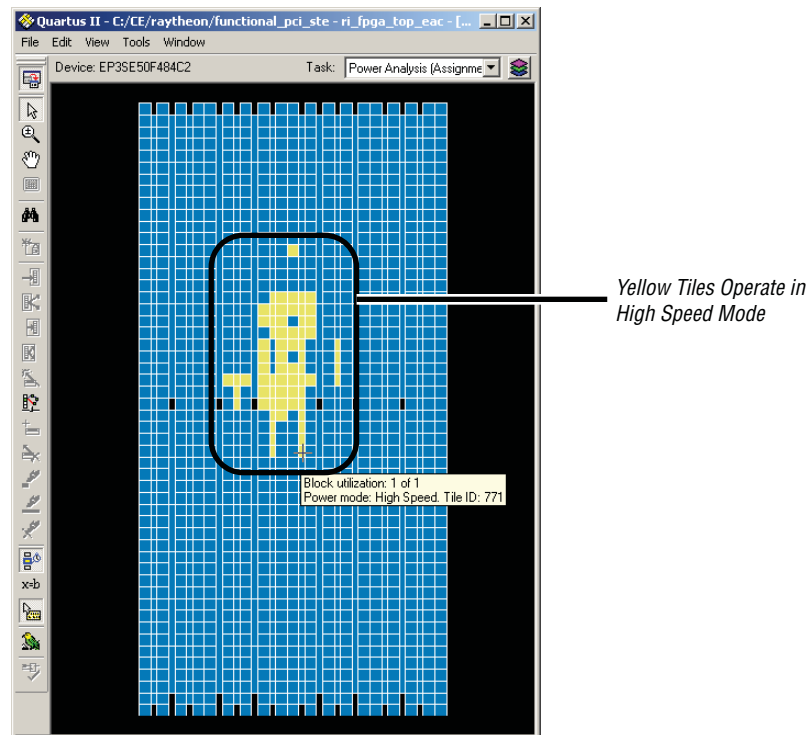 Quartus II - C:/CE/raytheon/functional_pci_ste - ri_fpga_top_eac - [...
File Edit View Tools Window
Device: EP3SE50F484C2 Task: Power Analysis (Assignme
x=b
Yellow Tiles Operate in
High Speed Mode
Block utilization: 1 of 1
Power mode: High Speed. Tile ID: 771